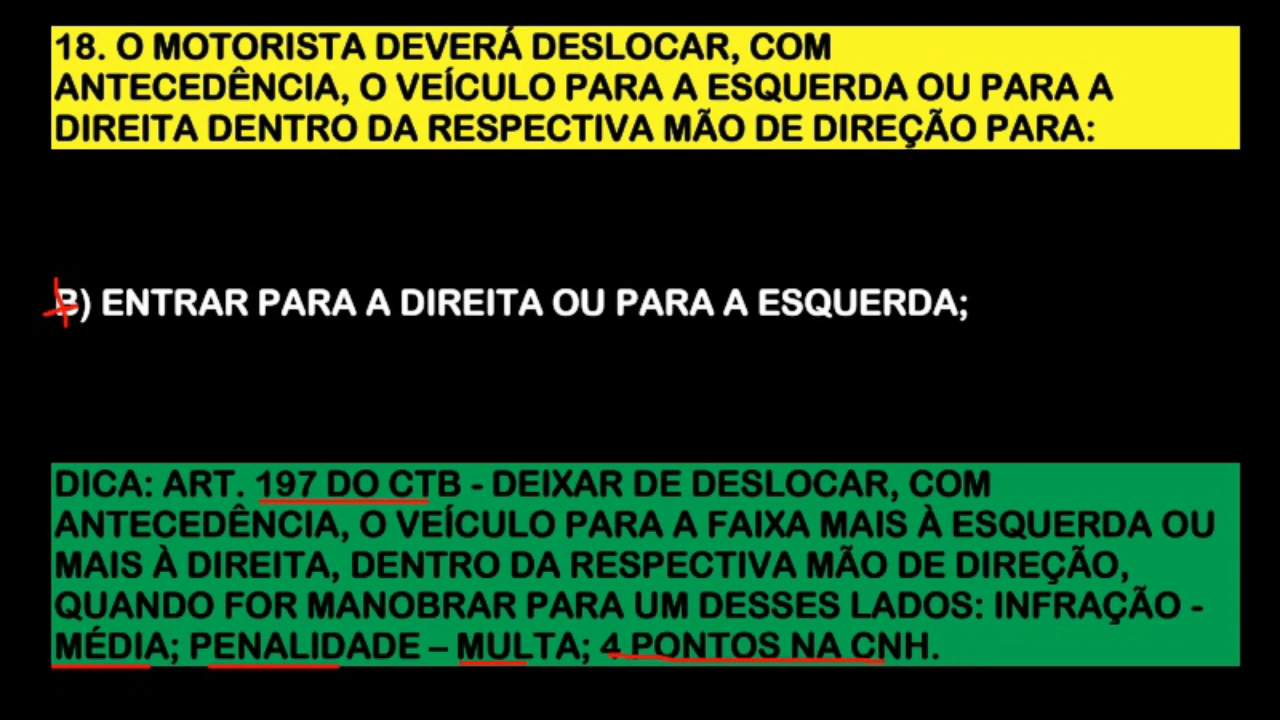 18. O MOTORISTA DEVERÁ DESLOCAR, COM
ANTECEDÊNCIA, O VEÍCULO PARA A ESQUERDA OU PARA A
DIREITA DENTRO DA RESPECTIVA MÃO DE DIREÇÃO PARA:
B) ENTRAR PARA A DIREITA OU PARA A ESQUERDA;
DICA: ART. 197 DO CTB - DEIXAR DE DESLOCAR, COM
ANTECEDÊNCIA, O VEÍCULO PARA A FAIXA MAIS À ESQUERDA OU
MAIS À DIREITA, DENTRO DA RESPECTIVA MÃO DE DIREÇÃO,
QUANDO FOR MANOBRAR PARA UM DESSES LADOS: INFRAÇÃO -
MÉDIA; PENALIDADE – MULTA; 4 PONTOS NA CNH.